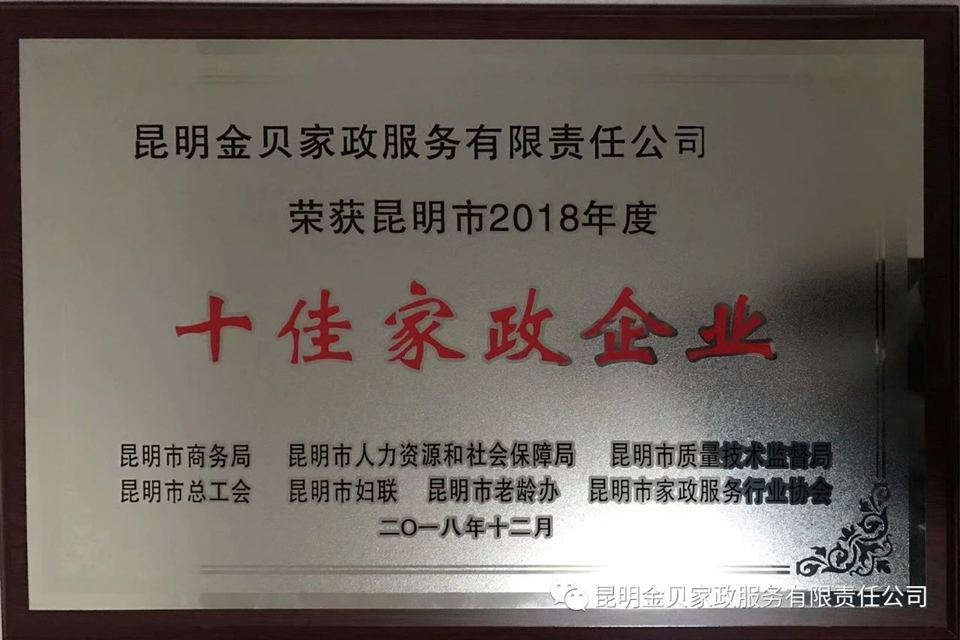 昆明金贝家政服务有限责任公司
荣获昆明市2018年度
十佳家政企业
昆明市商务局 昆明市人力资源和社会保障局 昆明市质量技术监督局
昆明市总工会 昆明市妇联 昆明市老龄办 昆明市家政服务行业协会
二〇一八年十二月
昆明金贝家政服务有限责任公司